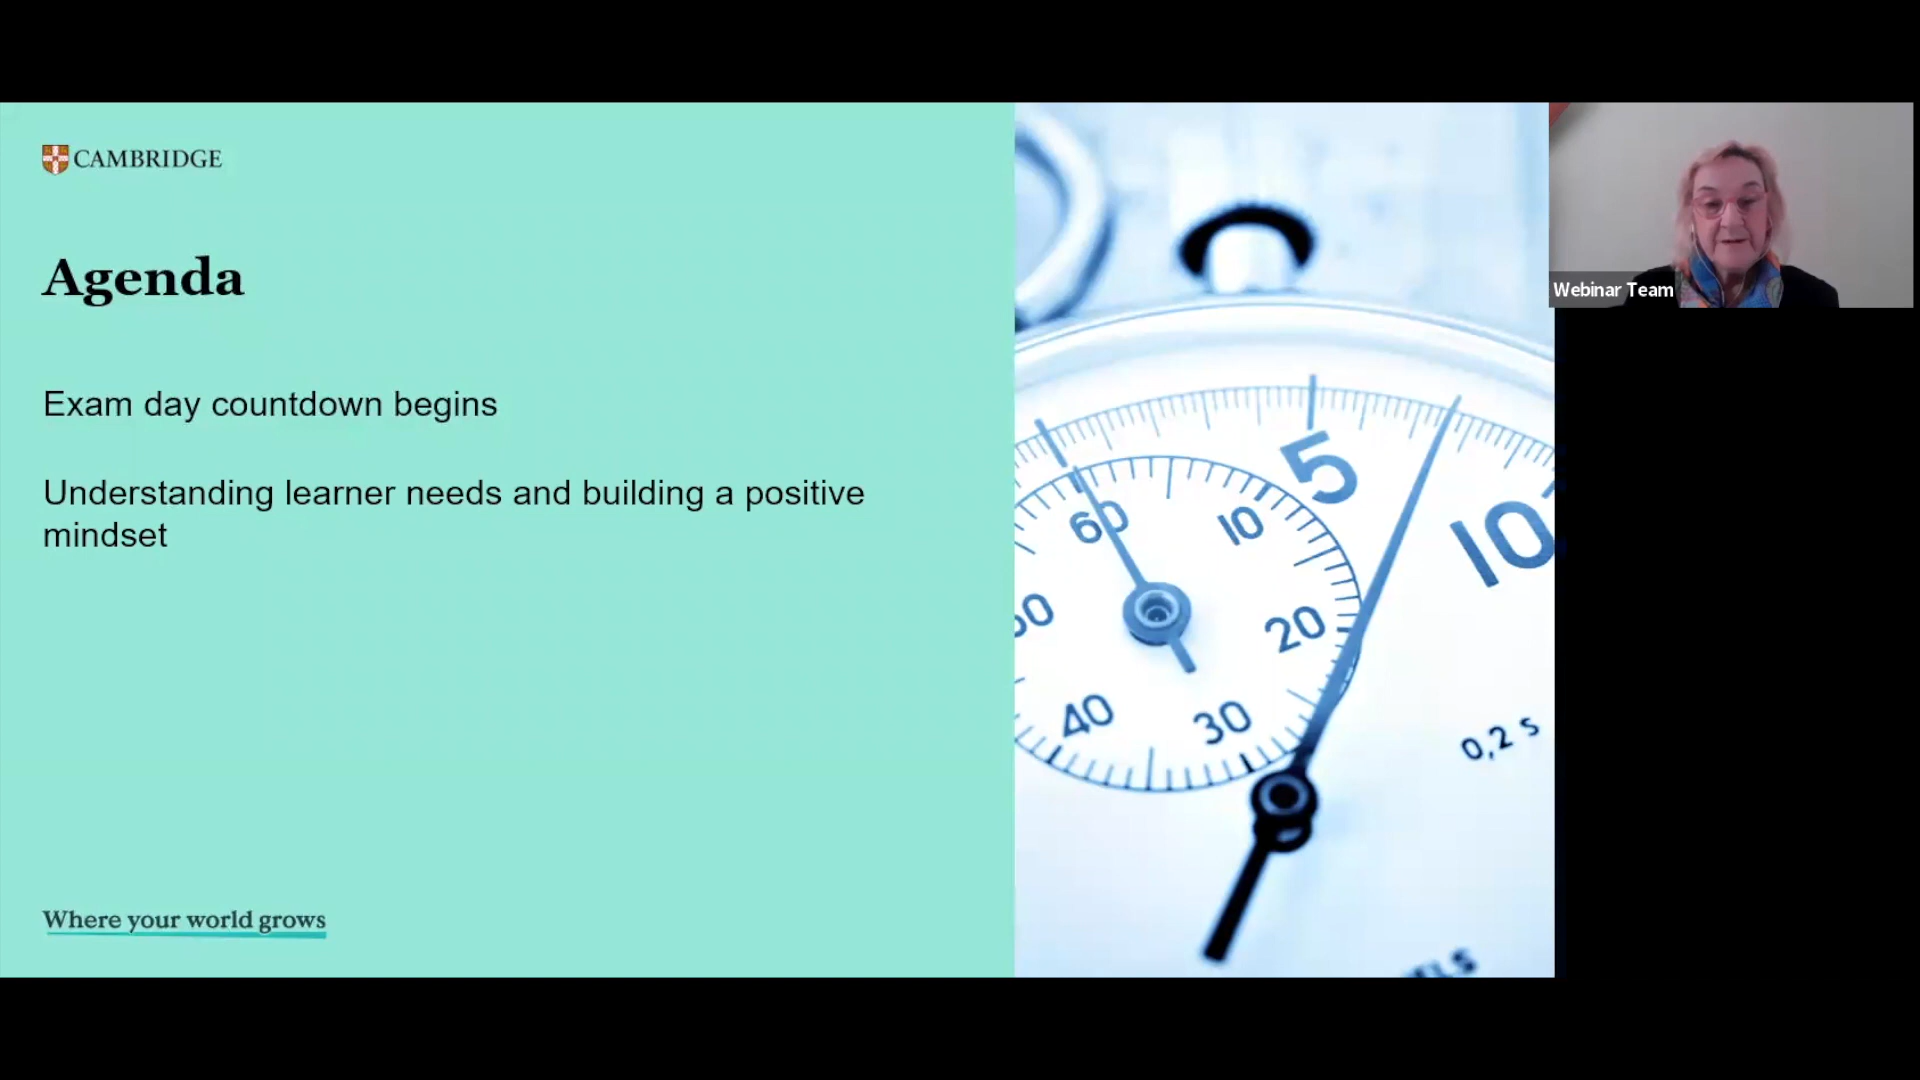 CAMBRIDGE
Agenda
Exam day countdown begins
Understanding learner needs and building a positive
mindset
Where your world grows
5
10
60
10
20
30
40
0,2 s
Webinar Team